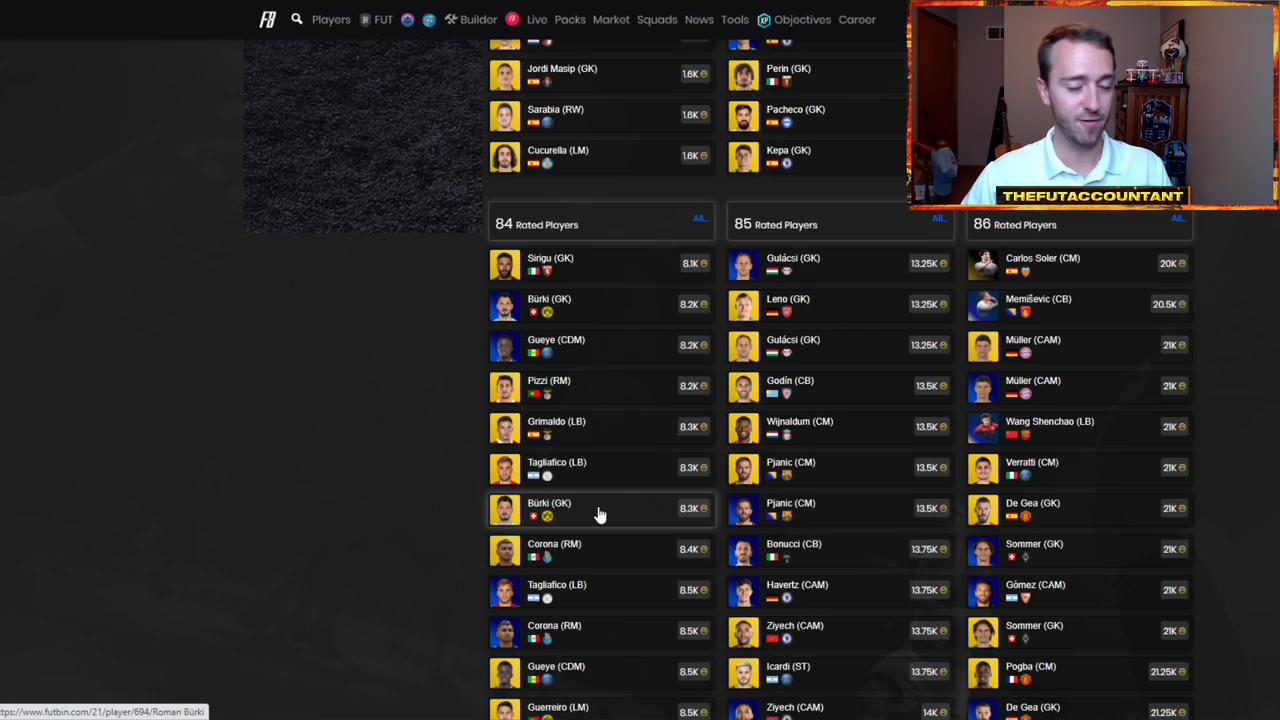 Players FUT Builder Live Packs Market Squads News Tools XP Objectives Career
THEFUTACCOUNTANT
Jordi Masip (GK) 1.6K
Sarabia (RW) 1.6K
Cucurella (LM) 1.6K
Perin (GK)
Pacheco (GK)
Kepa (GK)
84 Rated Players All..
Sirigu (GK) 8.1K
Bürki (GK) 8.2K
Gueye (CDM) 8.2K
Pizzi (RM) 8.2K
Grimaldo (LB) 8.3K
Tagliafico (LB) 8.3K
Bürki (GK) 8.3K
Corona (RM) 8.4K
Tagliafico (LB) 8.5K
Corona (RM) 8.5K
Gueye (CDM) 8.5K
Guerreiro (LM) 8.5K
85 Rated Players All..
Gulácsi (GK) 13.25K
Leno (GK) 13.25K
Gulácsi (GK) 13.25K
Godín (CB) 13.5K
Wijnaldum (CM) 13.5K
Pjanic (CM) 13.5K
Pjanic (CM) 13.5K
Bonucci (CB) 13.75K
Havertz (CAM) 13.75K
Ziyech (CAM) 13.75K
Icardi (ST) 13.75K
Ziyech (CAM) 14K
86 Rated Players All..
Carlos Soler (CM) 20K
Memišević (CB) 20.5K
Müller (CAM) 21K
Müller (CAM) 21K
Wang Shenchao (LB) 21K
Verratti (CM) 21K
De Gea (GK) 21K
Sommer (GK) 21K
Gómez (CAM) 21K
Sommer (GK) 21K
Pogba (CM) 21.25K
De Gea (GK) 21.25K
ttps://www.futbin.com/21/player/694/Roman Bürki